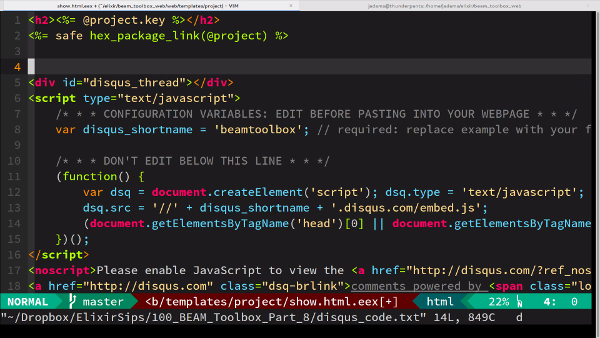 show.html.eex + (~/elixir/beam_toolbox_web/web/templates/project) - VIM
jadams@thunderpants: /home/jadams/elixir/beam_toolbox_web
1 <h2><%= @project.key %></h2>
2 <%= safe hex_package_link(@project) %>
3
4
5 <div id="disqus_thread"></div>
6 <script type="text/javascript">
7 /* * * CONFIGURATION VARIABLES: EDIT BEFORE PASTING INTO YOUR WEBPAGE * * */
8 var disqus_shortname = 'beamtoolbox'; // required: replace example with your f
9
10 /* * * DON'T EDIT BELOW THIS LINE * * */
11 (function() {
12 var dsq = document.createElement('script'); dsq.type = 'text/javascript';
13 dsq.src = '//' + disqus_shortname + '.disqus.com/embed.js';
14 (document.getElementsByTagName('head')[0] || document.getElementsByTagName
15 })();
16 </script>
17 <noscript>Please enable JavaScript to view the <a href="http://disqus.com/?ref_nos
18 <a href="http://disqus.com" class="dsq-brlink">comments powered by <span class="lo
NORMAL master <b/templates/project/show.html.eex[+] html 22% 4: 0
"~/Dropbox/ElixirSips/100_BEAM_Toolbox_Part_8/disqus_code.txt" 14L, 849C d